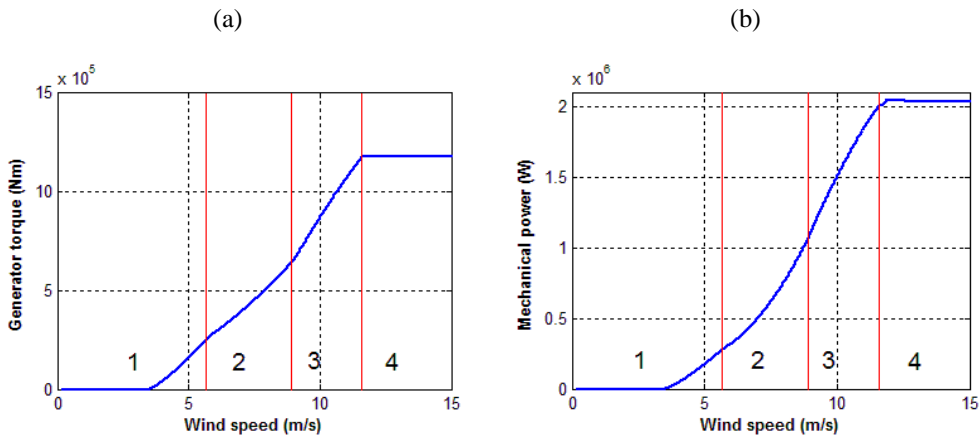 (a)
x 10^5
15
10
5
0
Generator torque (Nm)
1 2 3 4
0 5 10 15
Wind speed (m/s)
(b)
x 10^6
2
1.5
1
0.5
0
Mechanical power (W)
1 2 3 4
0 5 10 15
Wind speed (m/s)